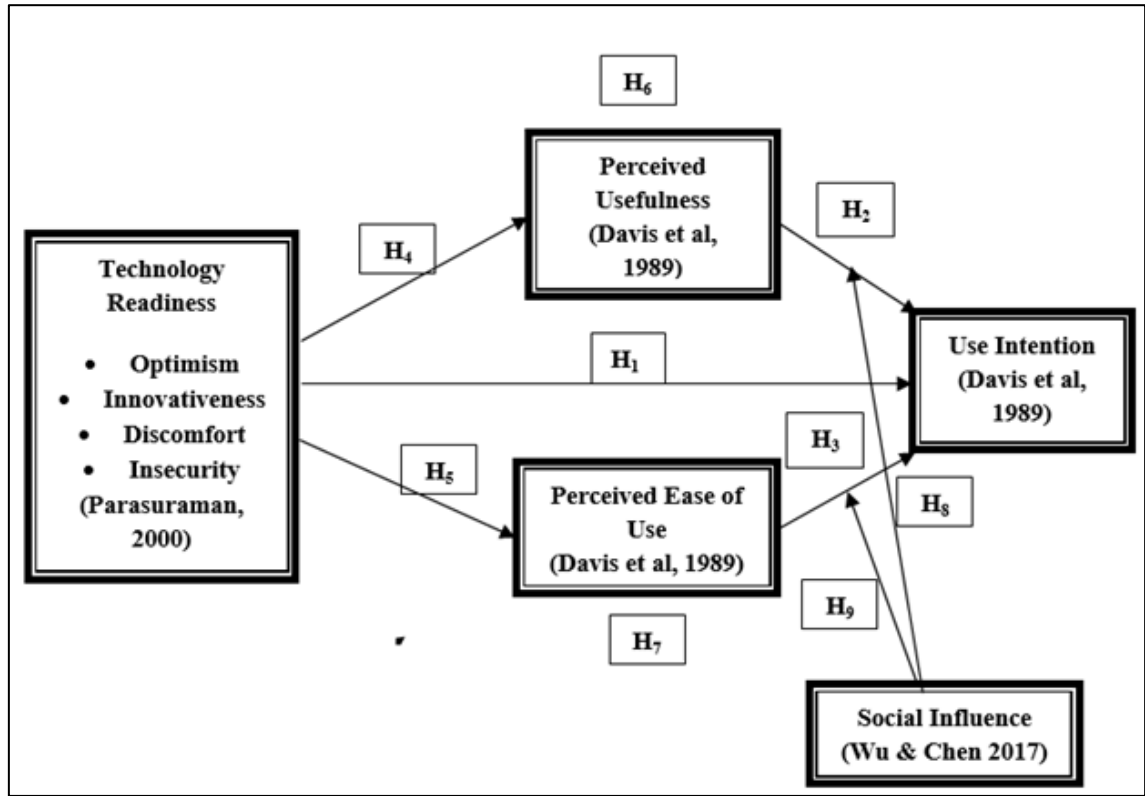 H₆
Perceived
Usefulness
(Davis et al,
1989)
H₂
H₄
Technology
Readiness
• Optimism
• Innovativeness
• Discomfort
• Insecurity
(Parasuraman,
2000)
H₁
Use Intention
(Davis et al,
1989)
H₃
H₅
Perceived Ease of
Use
(Davis et al, 1989)
H₈
H₉
H₇
Social Influence
(Wu & Chen 2017)